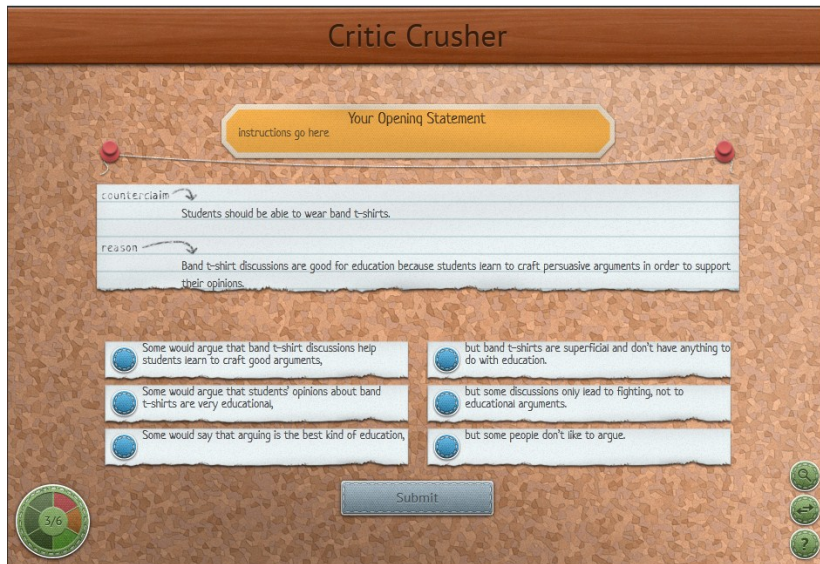 Critic Crusher
Your Opening Statement
instructions go here
counterclaim
Students should be able to wear band t-shirts.
reason
Band t-shirt discussions are good for education because students learn to craft persuasive arguments in order to support
their opinions.
Some would argue that band t-shirt discussions help
students learn to craft good arguments,
but band t-shirts are superficial and don't have anything to
do with education.
Some would argue that students' opinions about band
t-shirts are very educational,
but some discussions only lead to fighting, not to
educational arguments.
Some would say that arguing is the best kind of education,
but some people don't like to argue.
Submit
3/6
?